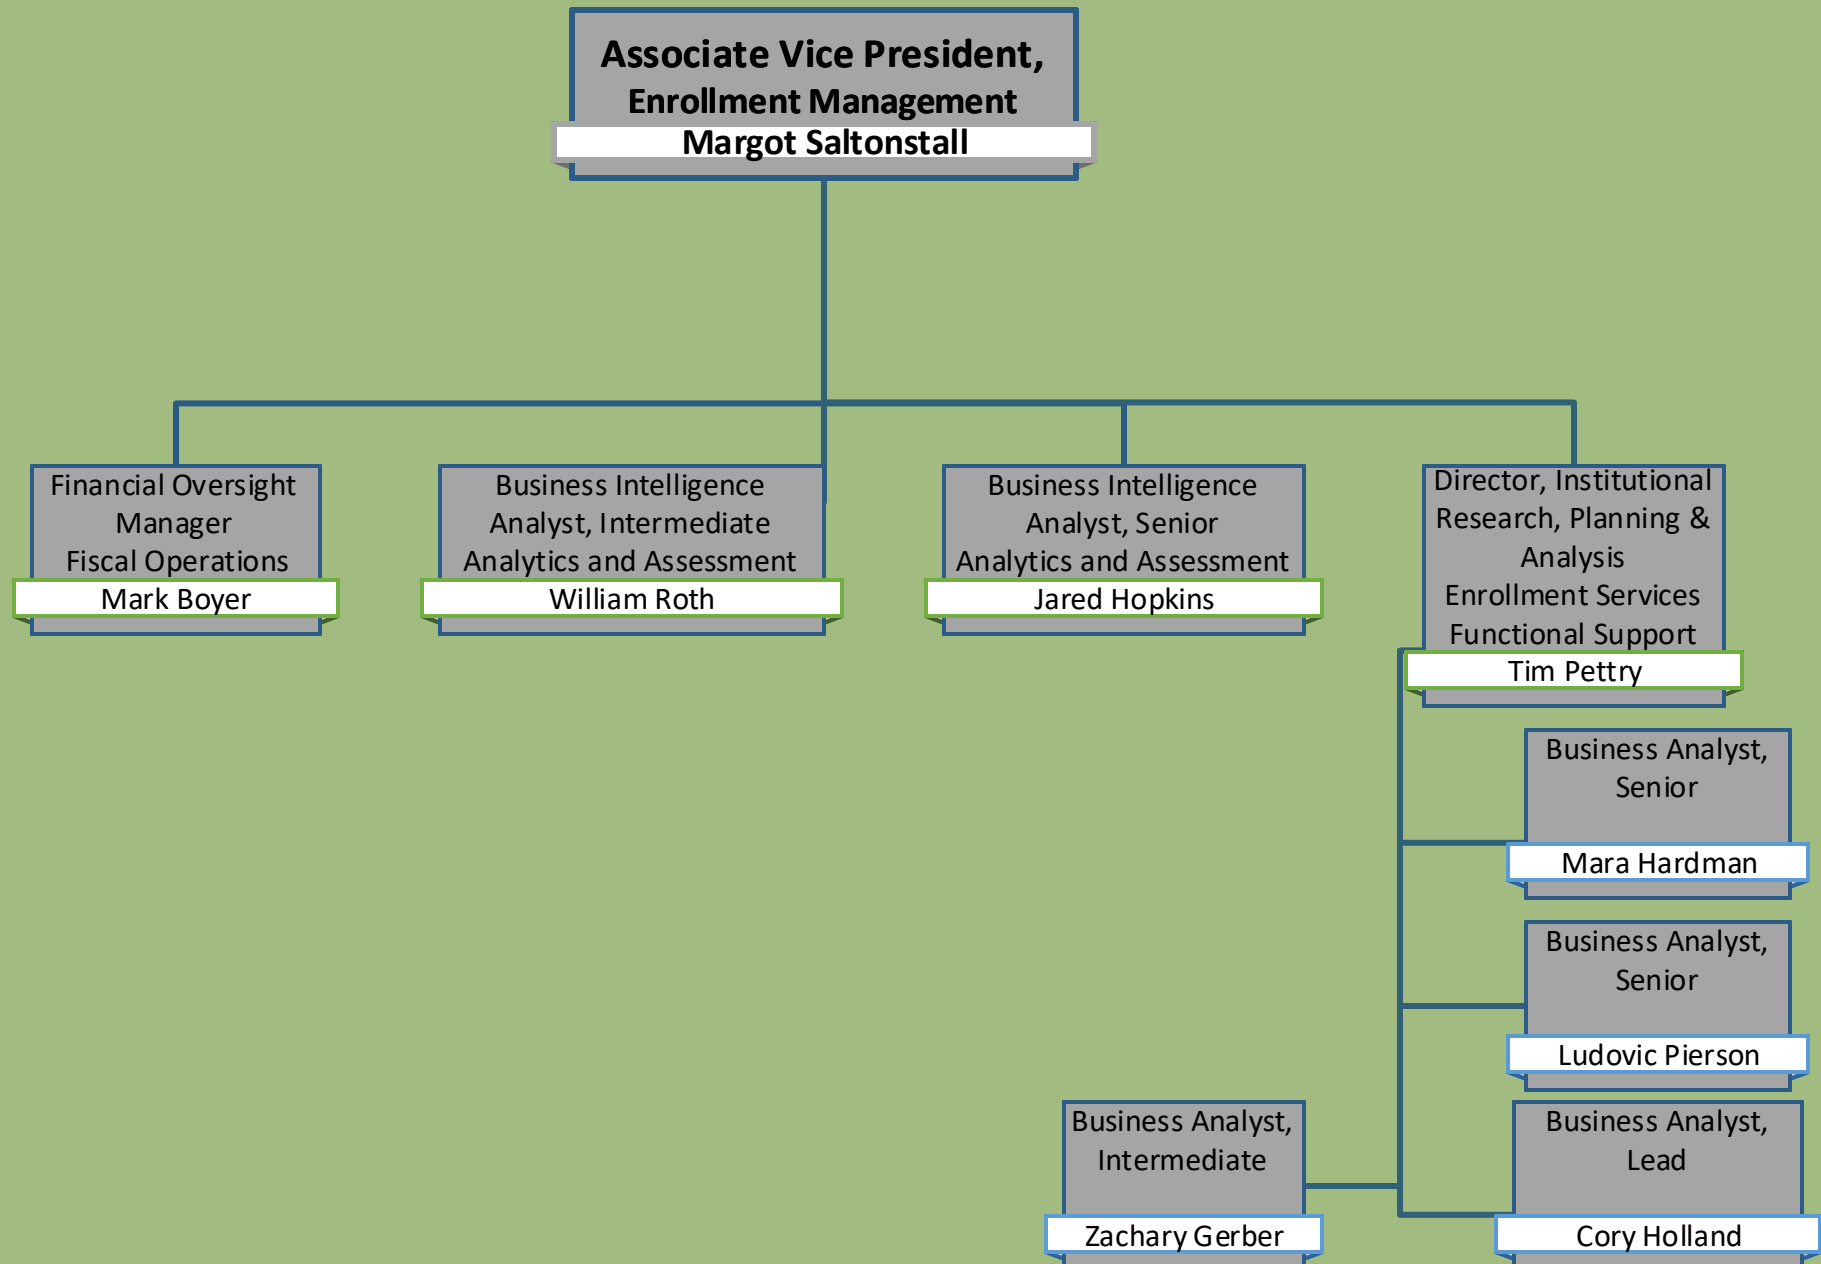 Associate Vice President,
Enrollment Management
Margot Saltonstall
Financial Oversight
Manager
Fiscal Operations
Mark Boyer
Business Intelligence
Analyst, Intermediate
Analytics and Assessment
William Roth
Business Intelligence
Analyst, Senior
Analytics and Assessment
Jared Hopkins
Director, Institutional
Research, Planning &
Analysis
Enrollment Services
Functional Support
Tim Pettry
Business Analyst,
Senior
Mara Hardman
Business Analyst,
Senior
Ludovic Pierson
Business Analyst,
Intermediate
Zachary Gerber
Business Analyst,
Lead
Cory Holland